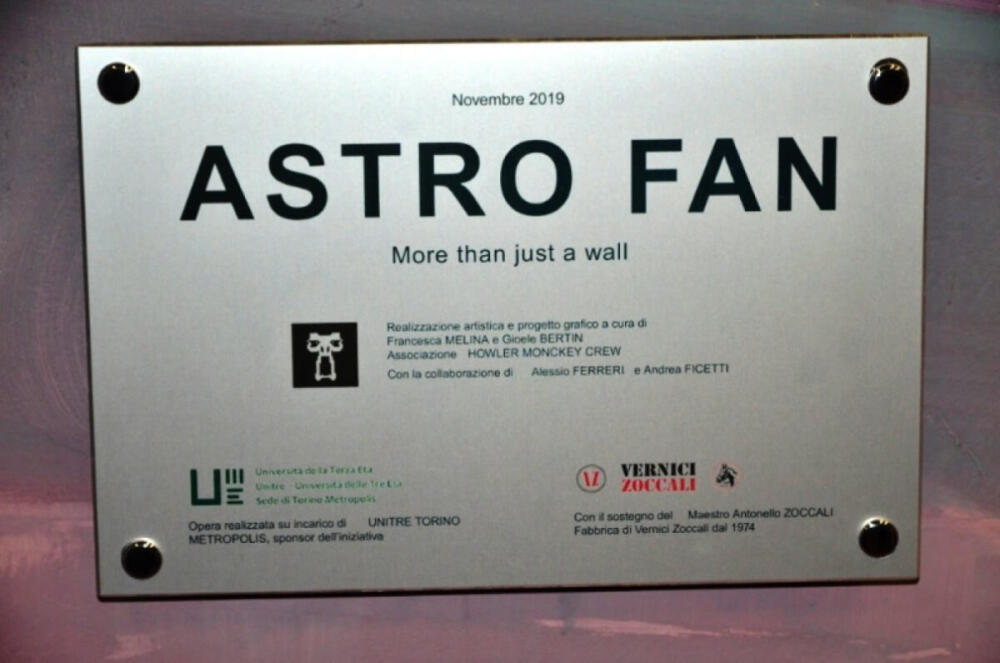 Novembre 2019
ASTRO FAN
More than just a wall
Realizzazione artistica e progetto grafico a cura di
Francesca MELINA e Gioele BERTIN
Associazione HOWLER MONCKEY CREW
Con la collaborazione di Alessio FERRERI e Andrea FICETTI
Università della Terza Età
Unitre - Università delle Tre Età
Sede di Torino Metropolis
Opera realizzata su incarico di UNITRE TORINO
METROPOLIS, sponsor dell'iniziativa
VZ VERNICI
ZOCCALI
Con il sostegno del Maestro Antonello ZOCCALI
Fabbrica di Vernici Zoccali dal 1974